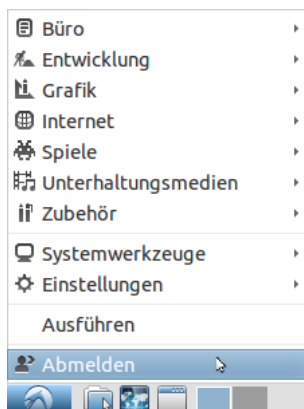 Büro
Entwicklung
Grafik
Internet
Spiele
Unterhaltungsmedien
Zubehör
Systemwerkzeuge
Einstellungen
Ausführen
Abmelden